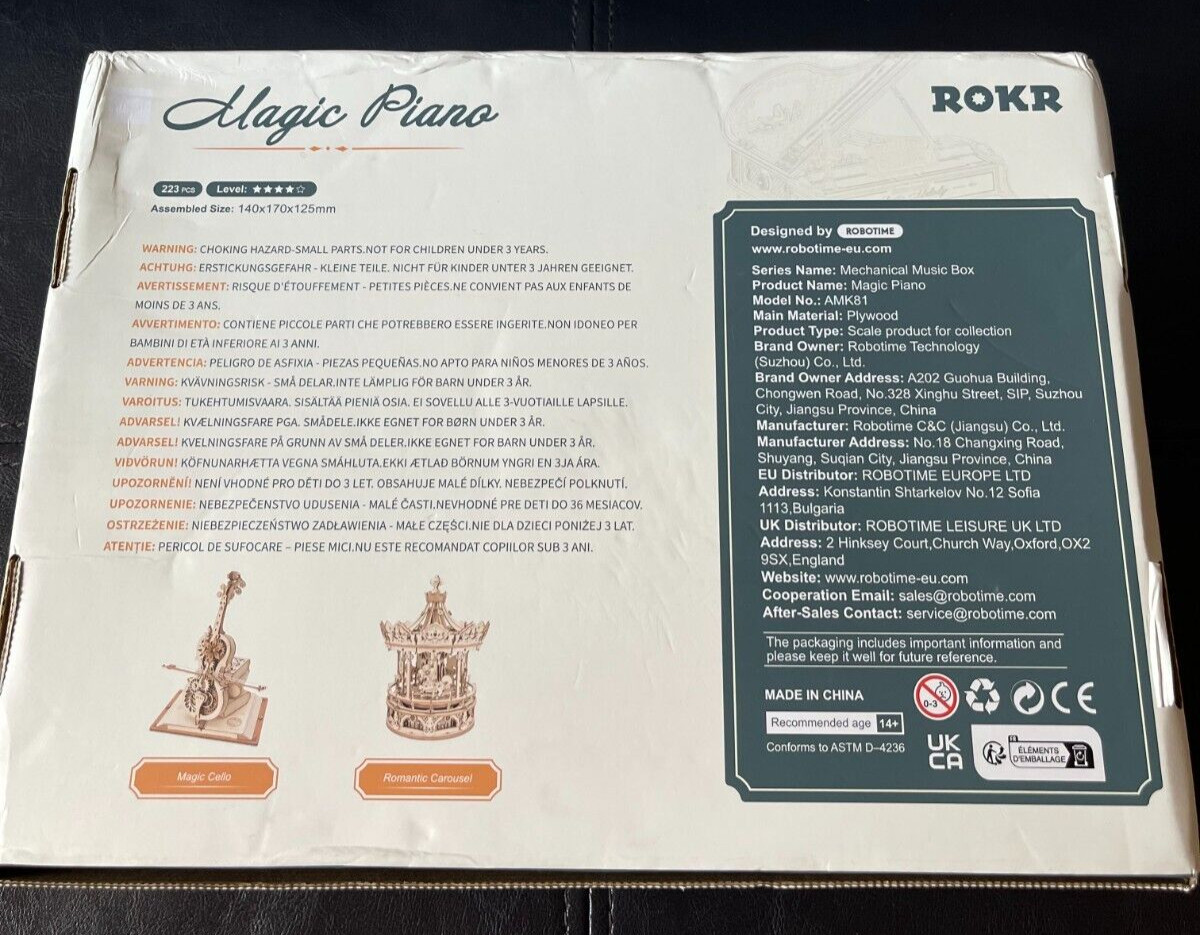 Magic Piano
ROKR
223 PCS Level: ★★★★☆
Assembled Size: 140x170x125mm
WARNING: CHOKING HAZARD-SMALL PARTS.NOT FOR CHILDREN UNDER 3 YEARS.
ACHTUHG: ERSTICKUNGSGEFAHR - KLEINE TEILE. NICHT FÜR KINDER UNTER 3 JAHREN GEEIGNET.
AVERTISSEMENT: RISQUE D'ÉTOUFFEMENT - PETITES PIÈCES.NE CONVIENT PAS AUX ENFANTS DE
MOINS DE 3 ANS.
AVVERTIMENTO: CONTIENE PICCOLE PARTI CHE POTREBBERO ESSERE INGERITE.NON IDONEO PER
BAMBINI DI ETÀ INFERIORE AI 3 ANNI.
ADVERTENCIA: PELIGRO DE ASFIXIA - PIEZAS PEQUEÑAS.NO APTO PARA NIÑOS MENORES DE 3 AÑOS.
VARNING: KVÄVNINGSRISK - SMÅ DELAR.INTE LÄMPLIG FÖR BARN UNDER 3 ÅR.
VAROITUS: TUKEHTUMISVAARA. SISÄLTÄÄ PIENIÄ OSIA. EI SOVELLU ALLE 3-VUOTIAILLE LAPSILLE.
ADVARSEL! KVÆLNINGSFARE PGA. SMÅDELE.IKKE EGNET FOR BØRN UNDER 3 ÅR.
ADVARSEL! KVELNINGSFARE PÅ GRUNN AV SMÅ DELER.IKKE EGNET FOR BARN UNDER 3 ÅR.
VIÐVÖRUN! KÖFNUNARHÆTTA VEGNA SMÁHLUTA.EKKI ÆTLAÐ BÖRNUM YNGRI EN 3JA ÁRA.
UPOZORNĚNÍ! NENÍ VHODNÉ PRO DĚTI DO 3 LET. OBSAHUJE MALÉ DÍLKY. NEBEZPEČÍ POLKNUTÍ.
UPOZORNENIE: NEBEZPEČENSTVO UDUSENIA - MALÉ ČASTI.NEVHODNÉ PRE DETI DO 36 MESIACOV.
OSTRZEŻENIE: NIEBEZPIECZEŃSTWO ZADŁAWIENIA - MAŁE CZĘŚCI.NIE DLA DZIECI PONIŻEJ 3 LAT.
ATENȚIE: PERICOL DE SUFOCARE – PIESE MICI.NU ESTE RECOMANDAT COPIILOR SUB 3 ANI.
Magic Cello
Romantic Carousel
Designed by ROBOTIME
www.robotime-eu.com
Series Name: Mechanical Music Box
Product Name: Magic Piano
Model No.: AMK81
Main Material: Plywood
Product Type: Scale product for collection
Brand Owner: Robotime Technology
(Suzhou) Co., Ltd.
Brand Owner Address: A202 Guohua Building,
Chongwen Road, No.328 Xinghu Street, SIP, Suzhou
City, Jiangsu Province, China
Manufacturer: Robotime C&C (Jiangsu) Co., Ltd.
Manufacturer Address: No.18 Changxing Road,
Shuyang, Suqian City, Jiangsu Province, China
EU Distributor: ROBOTIME EUROPE LTD
Address: Konstantin Shtarkelov No.12 Sofia
1113,Bulgaria
UK Distributor: ROBOTIME LEISURE UK LTD
Address: 2 Hinksey Court,Church Way,Oxford,OX2
9SX,England
Website: www.robotime-eu.com
Cooperation Email: sales@robotime.com
After-Sales Contact: service@robotime.com
The packaging includes important information and
please keep it well for future reference.
MADE IN CHINA
0-3
CE
Recommended age 14+
Conforms to ASTM D–4236
UK
CA
FR
ÉLÉMENTS
D'EMBALLAGE